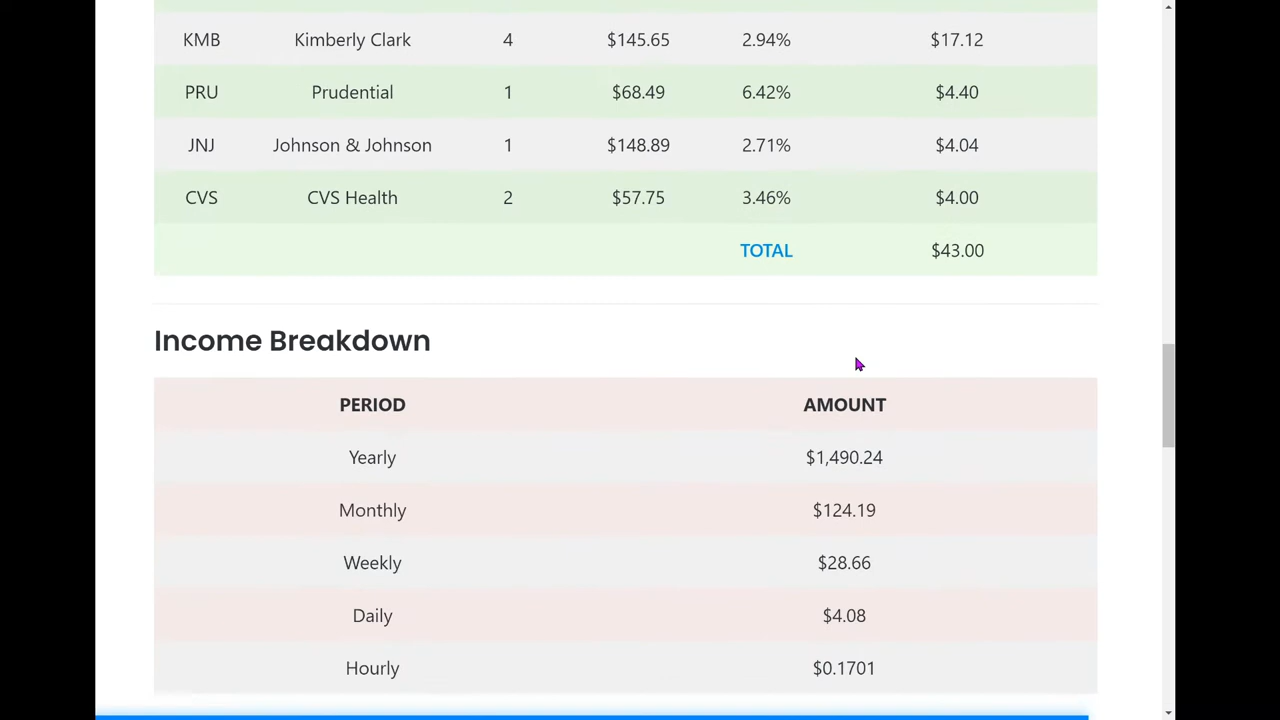 KMB Kimberly Clark 4 $145.65 2.94% $17.12
PRU Prudential 1 $68.49 6.42% $4.40
JNJ Johnson & Johnson 1 $148.89 2.71% $4.04
CVS CVS Health 2 $57.75 3.46% $4.00
TOTAL $43.00
Income Breakdown
PERIOD AMOUNT
Yearly $1,490.24
Monthly $124.19
Weekly $28.66
Daily $4.08
Hourly $0.1701